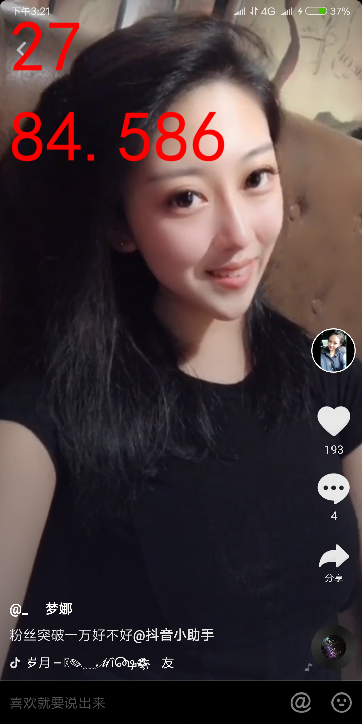 下午3:21 4G 37%
27
84.586
193
4
分享
@_ 梦娜
粉丝突破一万好不好@抖音小助手
岁月 友
喜欢就要说出来